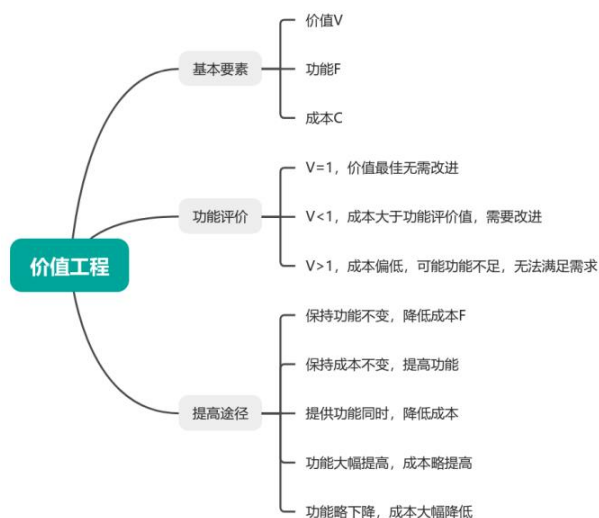 价值工程
基本要素
价值V
功能F
成本C
功能评价
V=1，价值最佳无需改进
V<1，成本大于功能评价值，需要改进
V>1，成本偏低，可能功能不足，无法满足需求
提高途径
保持功能不变，降低成本F
保持成本不变，提高功能
提供功能同时，降低成本
功能大幅提高，成本略提高
功能略下降，成本大幅降低